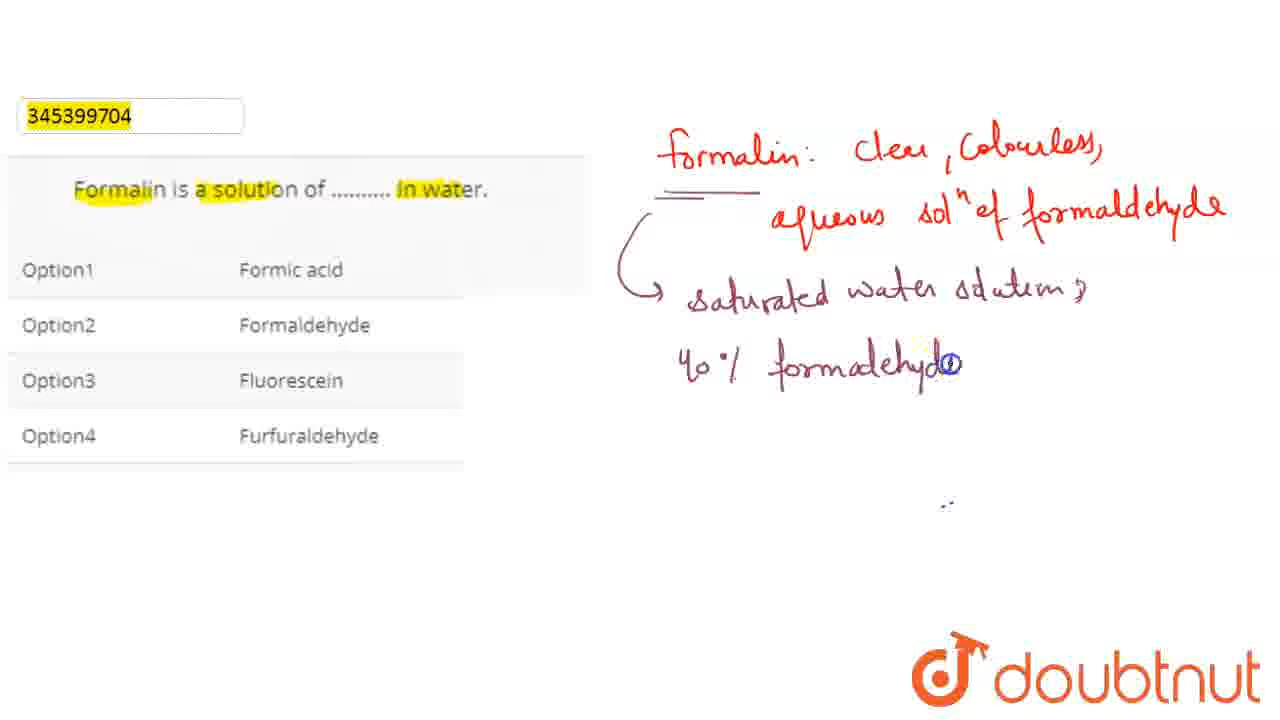 345399704
Formalin is a solution of .......... In water.
Option1 Formic acid
Option2 Formaldehyde
Option3 Fluorescein
Option4 Furfuraldehyde
formalin: clear, Colourless,
aqueous solⁿ of formaldehyde
saturated water solution;
40% formadehyde
doubtnut